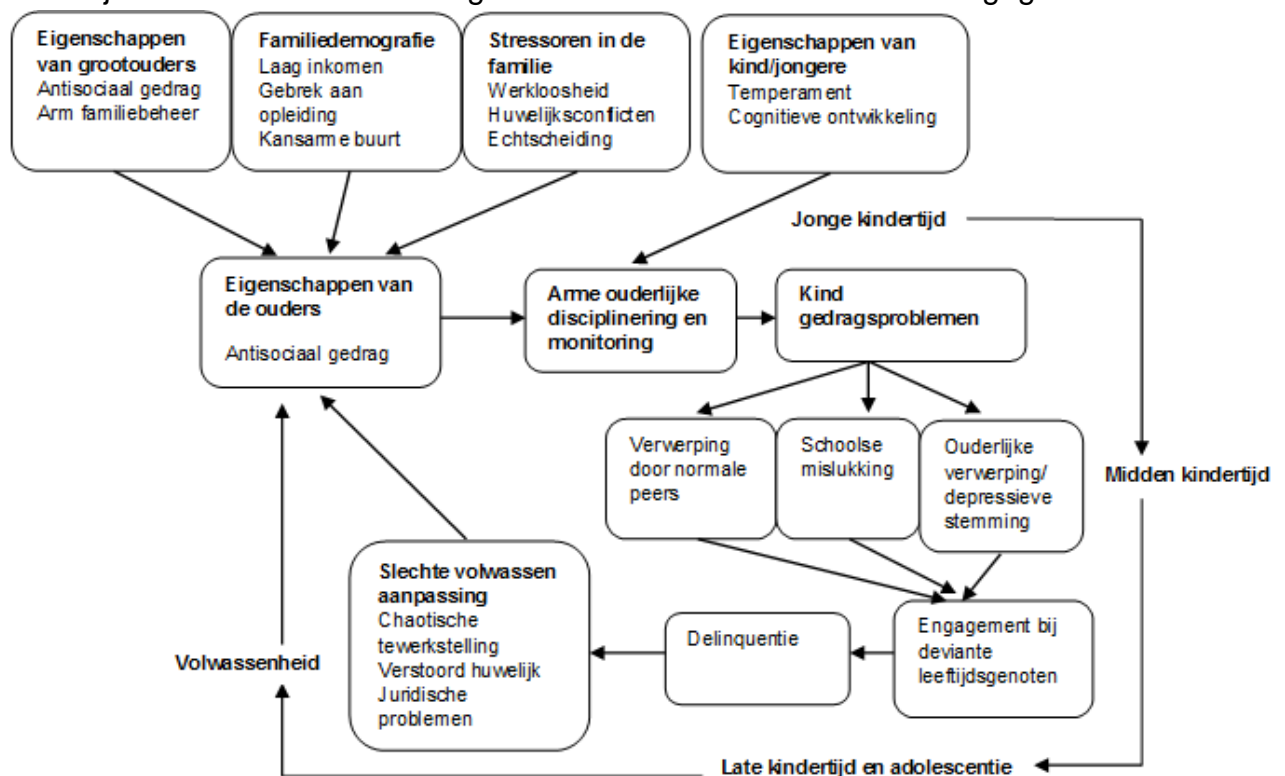 Eigenschappen
van grootouders
Antisociaal gedrag
Arm familiebeheer
Familiedemografie
Laag inkomen
Gebrek aan
opleiding
Kansarme buurt
Stressoren in de
familie
Werkloosheid
Huwelijksconflicten
Echtscheiding
Eigenschappen van
kind/jongere
Temperament
Cognitieve ontwikkeling
Jonge kindertijd
Eigenschappen van
de ouders
Antisociaal gedrag
Arme ouderlijke
disciplinering en
monitoring
Kind
gedragsproblemen
Verwerping
door normale
peers
Schoolse
mislukking
Ouderlijke
verwerping/
depressieve
stemming
Midden kindertijd
Slechte volwassen
aanpassing
Chaotische
tewerkstelling
Verstoord huwelijk
Juridische
problemen
Delinquentie
Engagement bij
deviante
leeftijdsgenoten
Volwassenheid
Late kindertijd en adolescentie